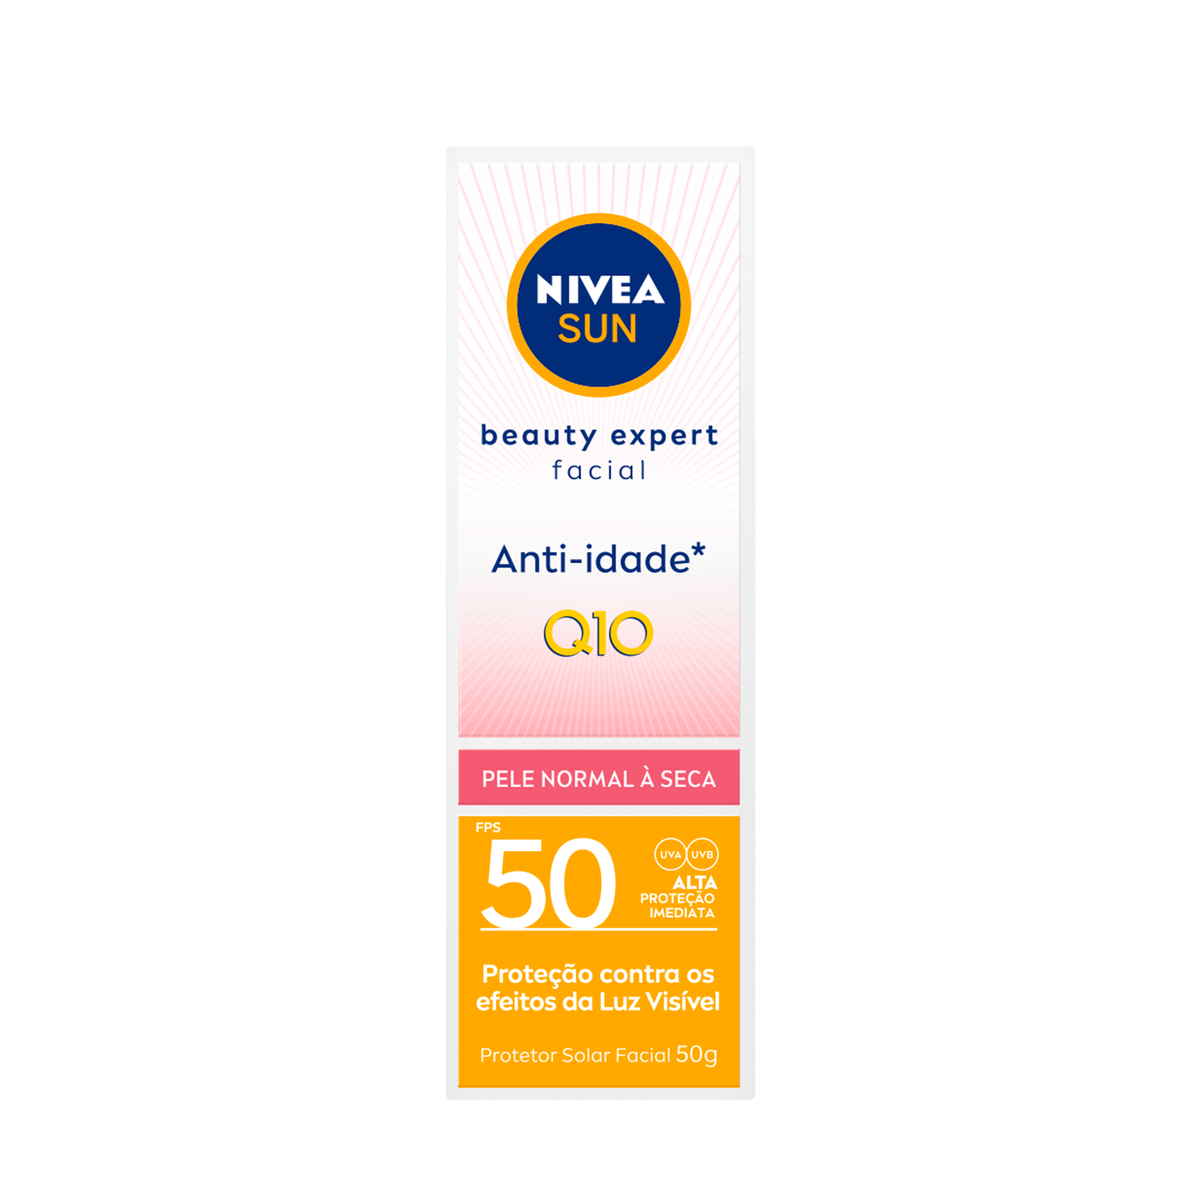 NIVEA
SUN
beauty expert
facial
Anti-idade*
Q10
PELE NORMAL À SECA
FPS
50
UVA UVB
ALTA
PROTEÇÃO
IMEDIATA
Proteção contra os
efeitos da Luz Visível
Protetor Solar Facial 50g